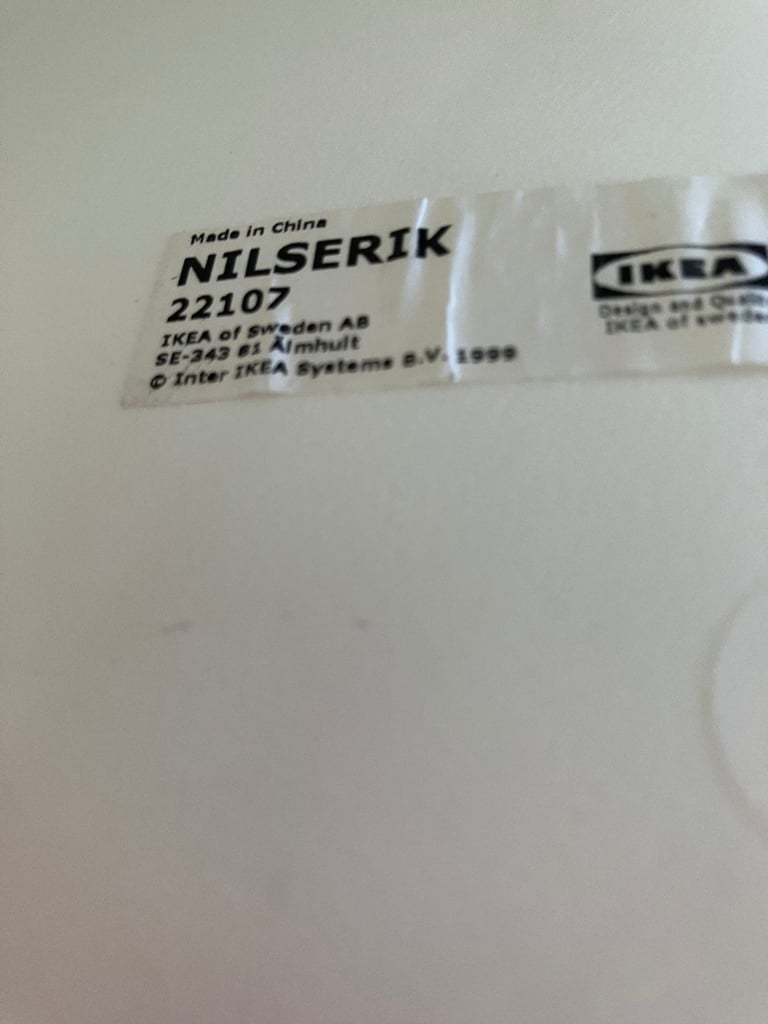 Made in China
NILSERIK
22107
IKEA of Sweden AB
SE-343 81 Älmhult
© Inter IKEA Systems B.V. 1999
IKEA
Design and
IKEA of Sweden